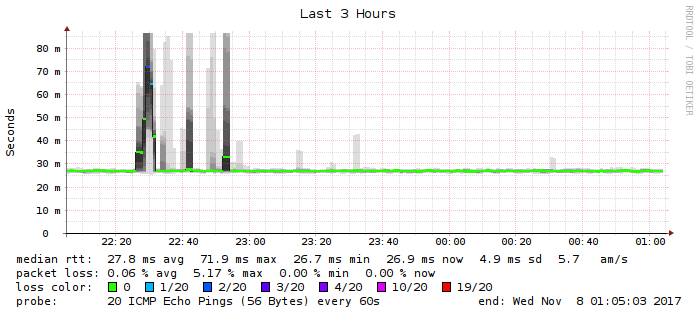 Last 3 Hours
RRDTOOL / TOBI OETIKER
Seconds
80 m
70 m
60 m
50 m
40 m
30 m
20 m
10 m
0
22:20 22:40 23:00 23:20 23:40 00:00 00:20 00:40 01:00
median rtt: 27.8 ms avg 71.9 ms max 26.7 ms min 26.9 ms now 4.9 ms sd 5.7 am/s
packet loss: 0.06 % avg 5.17 % max 0.00 % min 0.00 % now
loss color: 0 1/20 2/20 3/20 4/20 10/20 19/20
probe: 20 ICMP Echo Pings (56 Bytes) every 60s end: Wed Nov 8 01:05:03 2017